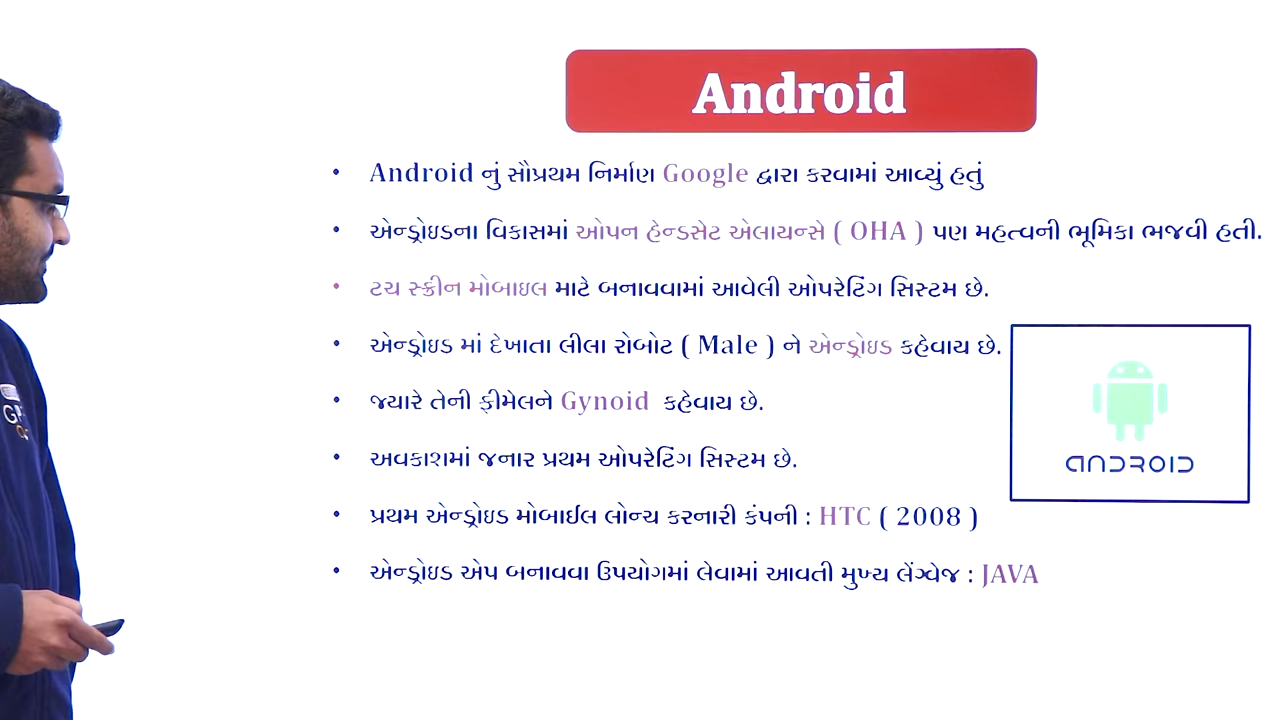 Android
• Android નું સૌપ્રથમ નિર્માણ Google દ્વારા કરવામાં આવ્યું હતું
• એન્ડ્રોઇડના વિકાસમાં ઓપન હેન્ડસેટ એલાયન્સે ( OHA ) પણ મહત્વની ભૂમિકા ભજવી હતી.
• ટચ સ્ક્રીન મોબાઇલ માટે બનાવવામાં આવેલી ઓપરેટિંગ સિસ્ટમ છે.
• એન્ડ્રોઇડ માં દેખાતા લીલા રોબોટ ( Male ) ને એન્ડ્રોઇડ કહેવાય છે.
• જ્યારે તેની ફીમેલને Gynoid કહેવાય છે.
• અવકાશમાં જનાર પ્રથમ ઓપરેટિંગ સિસ્ટમ છે.
• પ્રથમ એન્ડ્રોઇડ મોબાઈલ લોન્ચ કરનારી કંપની : HTC ( 2008 )
• એન્ડ્રોઇડ એપ બનાવવા ઉપયોગમાં લેવામાં આવતી મુખ્ય લેંગ્વેજ : JAVA
ANDROID